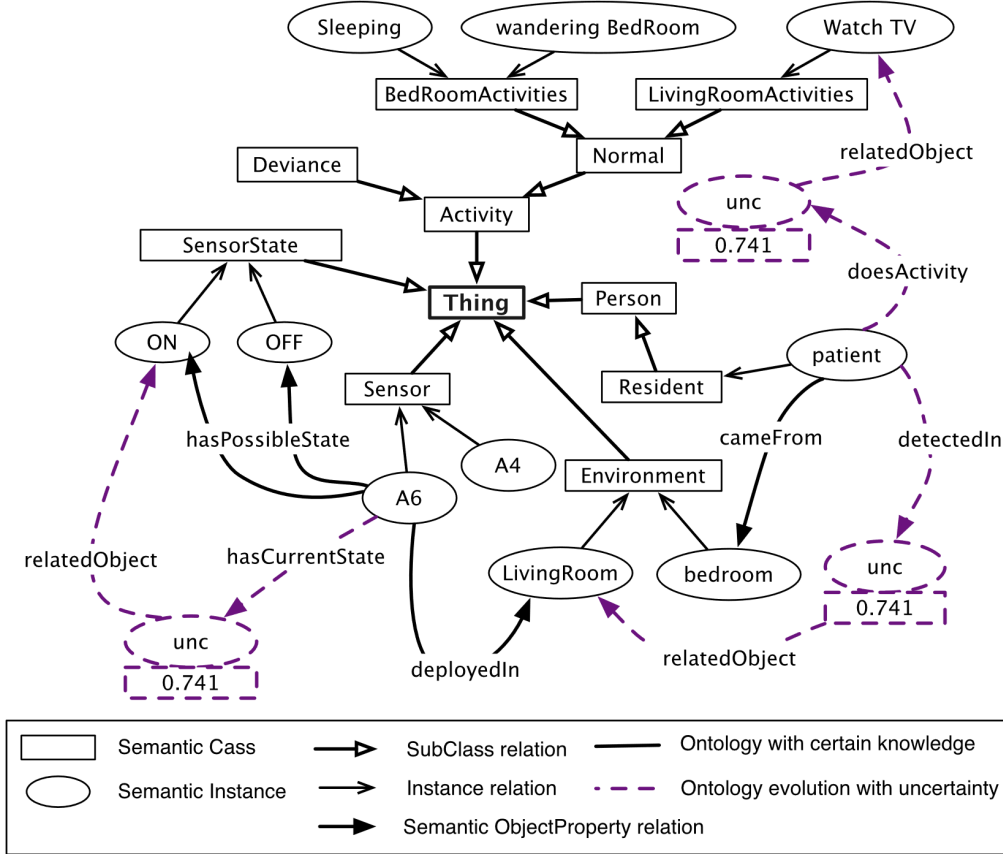 Sleeping
wandering BedRoom
Watch TV
BedRoomActivities
LivingRoomActivities
Normal
relatedObject
Deviance
unc
Activity
0.741
SensorState
doesActivity
Thing
Person
ON
OFF
patient
Sensor
Resident
hasPossibleState
cameFrom
detectedIn
A4
Environment
A6
relatedObject
hasCurrentState
LivingRoom
bedroom
unc
0.741
unc
relatedObject
deployedIn
0.741
Semantic Cass
SubClass relation
Ontology with certain knowledge
Semantic Instance
Instance relation
Ontology evolution with uncertainty
Semantic ObjectProperty relation